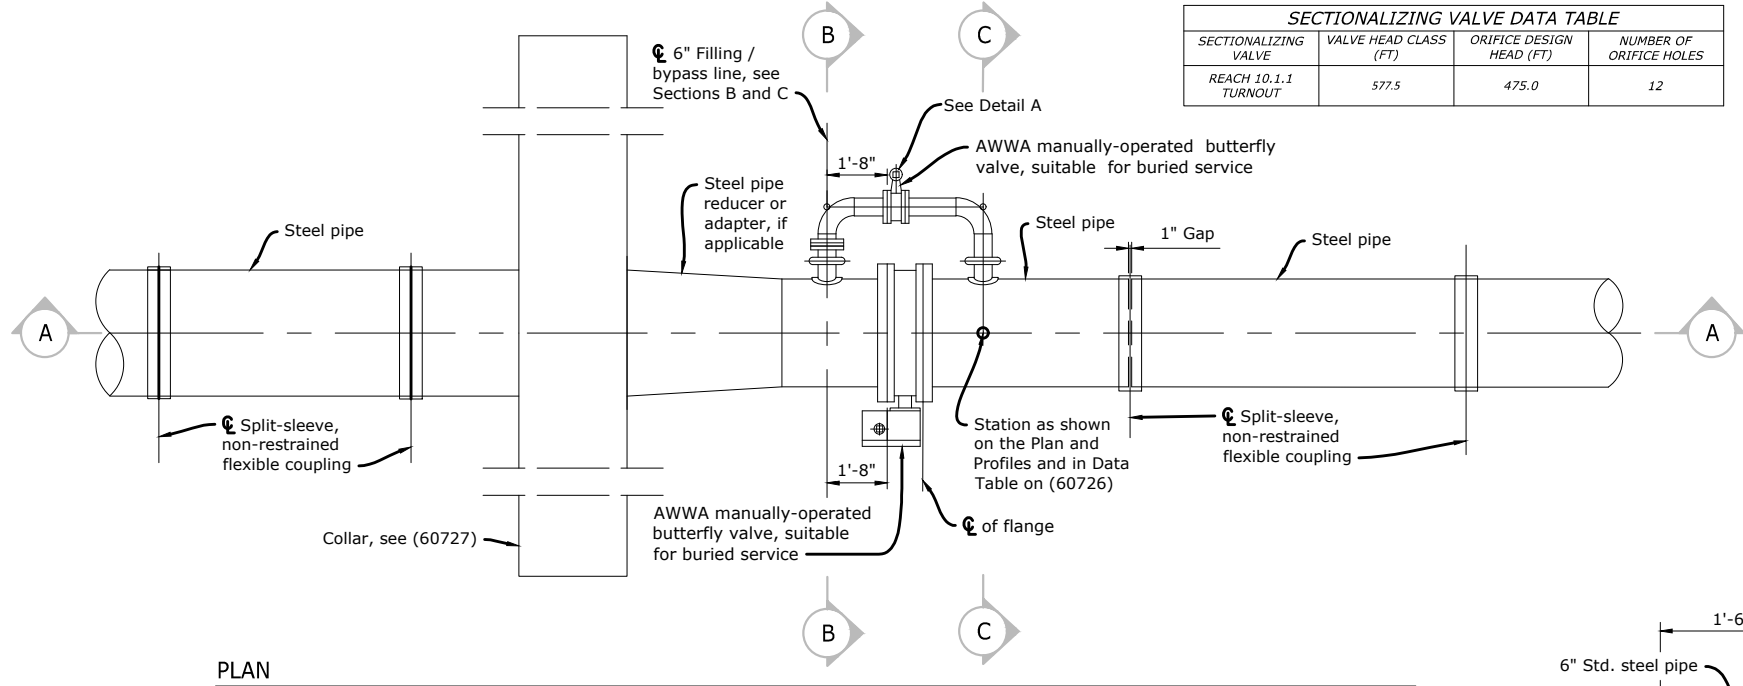 SECTIONALIZING VALVE DATA TABLE
SECTIONALIZING VALVE
VALVE HEAD CLASS (FT)
ORIFICE DESIGN HEAD (FT)
NUMBER OF ORIFICE HOLES
REACH 10.1.1 TURNOUT
577.5
475.0
12
B
C
℄ 6" Filling /
bypass line, see
Sections B and C
See Detail A
AWWA manually-operated butterfly
valve, suitable for buried service
1'-8"
Steel pipe
reducer or
adapter, if
applicable
Steel pipe
Steel pipe
1" Gap
Steel pipe
A
A
℄ Split-sleeve,
non-restrained
flexible coupling
1'-8"
Station as shown
on the Plan and
Profiles and in Data
Table on (60726)
℄ Split-sleeve,
non-restrained
flexible coupling
AWWA manually-operated
butterfly valve, suitable
for buried service
℄ of flange
Collar, see (60727)
B
C
PLAN
1'-6
6" Std. steel pipe